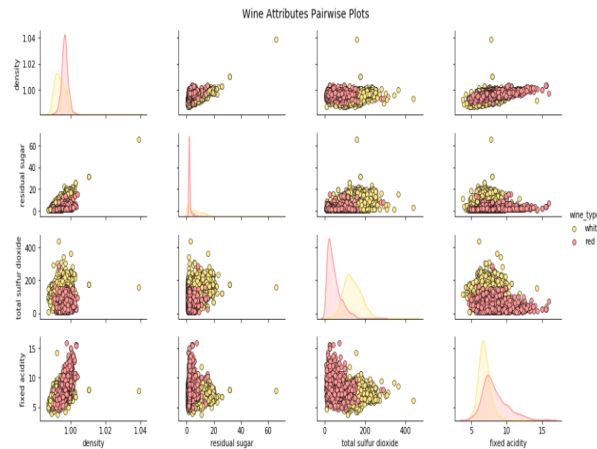 Wine Attributes Pairwise Plots
density
1.04
1.02
1.00
residual sugar
60
40
20
0
total sulfur dioxide
400
200
0
fixed acidity
15
10
5
1.00 1.02 1.04
density
0 20 40 60
residual sugar
0 200 400
total sulfur dioxide
5 10 15
fixed acidity
wine_type
whit
red